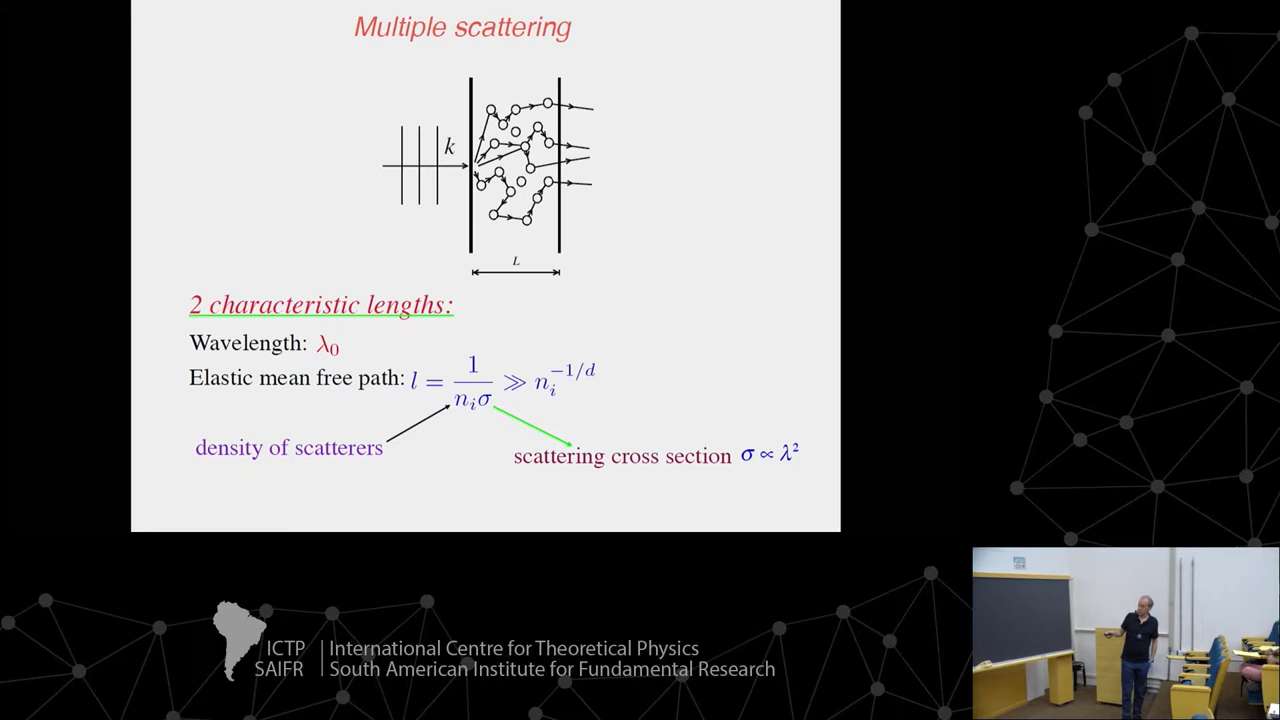 Multiple scattering
k
L
2 characteristic lengths:
Wavelength: λ₀
Elastic mean free path: l = 1/(nᵢσ) ≫ nᵢ^(-1/d)
density of scatterers
scattering cross section σ ∝ λ²
ICTP | International Centre for Theoretical Physics
SAIFR | South American Institute for Fundamental Research